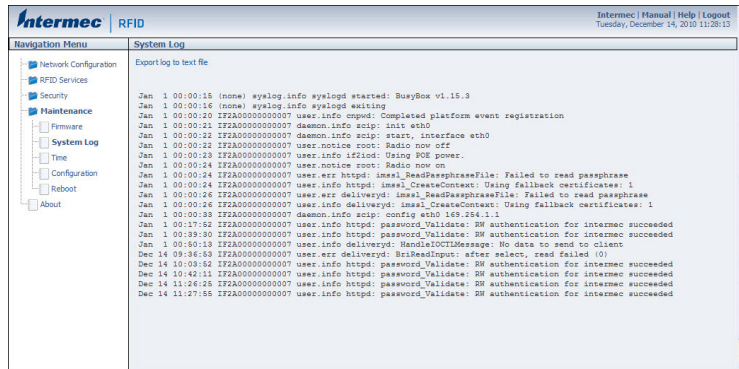 Intermec | RFID
Intermec | Manual | Help | Logout
Tuesday, December 14, 2010 11:28:13
Navigation Menu
System Log
Network Configuration
RFID Services
Security
Maintenance
Firmware
System Log
Time
Configuration
Reboot
About
Export log to text file
Jan 1 00:00:15 (none) syslog.info syslogd started: BusyBox v1.15.3
Jan 1 00:00:16 (none) syslog.info syslogd exiting
Jan 1 00:00:20 IF2A00000000007 user.info cnpwd: Completed platform event registration
Jan 1 00:00:21 IF2A00000000007 daemon.info zcip: init eth0
Jan 1 00:00:22 IF2A00000000007 daemon.info zcip: start, interface eth0
Jan 1 00:00:22 IF2A00000000007 user.notice root: Radio now off
Jan 1 00:00:23 IF2A00000000007 user.info if2iod: Using POE power.
Jan 1 00:00:24 IF2A00000000007 user.notice root: Radio now on
Jan 1 00:00:24 IF2A00000000007 user.err httpd: imssl_ReadPassphraseFile: Failed to read passphrase
Jan 1 00:00:24 IF2A00000000007 user.info httpd: imssl_CreateContext: Using fallback certificates: 1
Jan 1 00:00:26 IF2A00000000007 user.err deliveryd: imssl_ReadPassphraseFile: Failed to read passphrase
Jan 1 00:00:26 IF2A00000000007 user.info deliveryd: imssl_CreateContext: Using fallback certificates: 1
Jan 1 00:00:33 IF2A00000000007 daemon.info zcip: config eth0 169.254.1.1
Jan 1 00:17:52 IF2A00000000007 user.info httpd: password_Validate: RW authentication for intermec succeeded
Jan 1 00:39:30 IF2A00000000007 user.info httpd: password_Validate: RW authentication for intermec succeeded
Jan 1 00:50:13 IF2A00000000007 user.info deliveryd: HandleIOCTLMessage: No data to send to client
Dec 14 09:36:53 IF2A00000000007 user.err deliveryd: BriReadInput: after select, read failed (0)
Dec 14 10:03:52 IF2A00000000007 user.info httpd: password_Validate: RW authentication for intermec succeeded
Dec 14 10:42:11 IF2A00000000007 user.info httpd: password_Validate: RW authentication for intermec succeeded
Dec 14 11:26:25 IF2A00000000007 user.info httpd: password_Validate: RW authentication for intermec succeeded
Dec 14 11:27:55 IF2A00000000007 user.info httpd: password_Validate: RW authentication for intermec succeeded